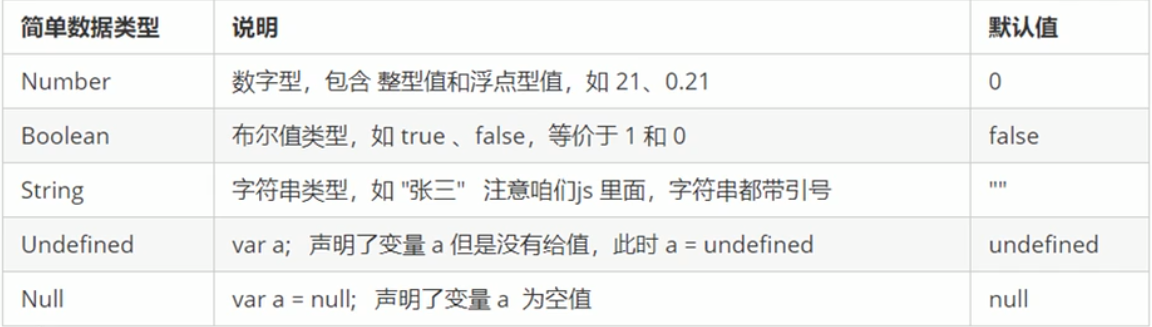 简单数据类型 说明 默认值
Number 数字型，包含 整型值和浮点型值，如 21、0.21 0
Boolean 布尔值类型，如 true 、false，等价于 1 和 0 false
String 字符串类型，如 "张三" 注意咱们js 里面，字符串都带引号 ""
Undefined var a; 声明了变量 a 但是没有给值，此时 a = undefined undefined
Null var a = null; 声明了变量 a 为空值 null